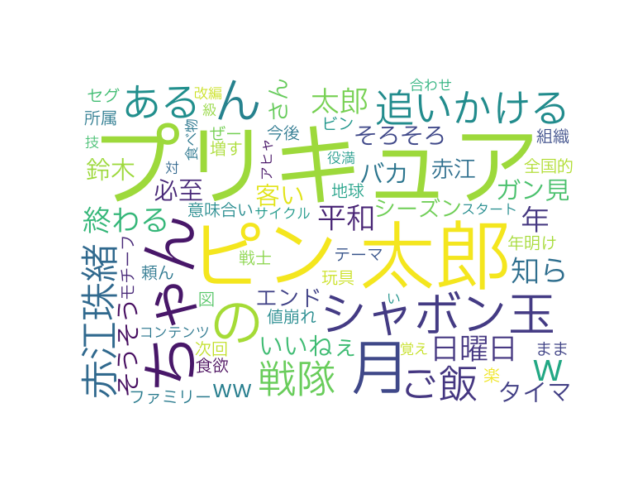 セグ
ある
ん
さん
改編
級
合わせ
所属
食べ物
ぜー
増す
アヒャ
今後
太郎
ビン
追いかける
そろそろ
組織
技
対
プリキュア
役満
バカ
赤江
全国的
鈴木
必至
客い
地球
ガン見
終わる
意味合い
サイクル
平和
シーズン
スタート
年
赤江珠緒
そうそう
モチーフ
頼ん
ちゃん
ピン
太郎
戦士
テーマ
年明け
知ら
図
の
エンド
玩具
い
シャボン玉
コンテンツ
値崩れ
次回
食欲
いいねぇ
覚え
日曜日
まま
ファミリー
ww
戦隊
月
ご飯
楽
w
タイマ